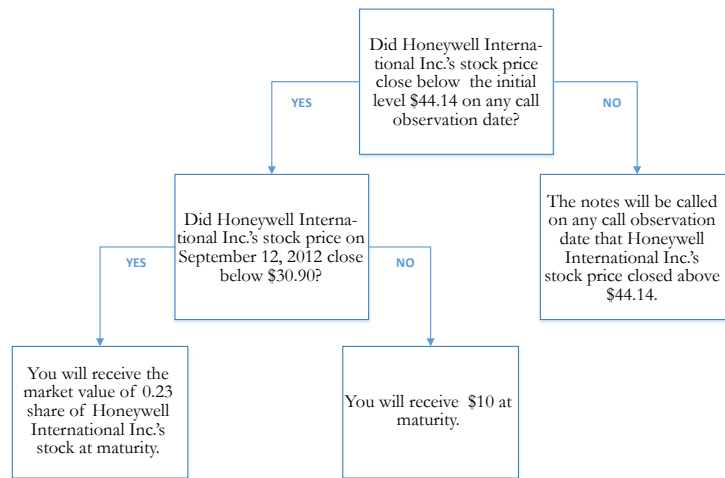 Did Honeywell Interna-
tional Inc.'s stock price
close below the initial
level $44.14 on any call
observation date?
YES
NO
Did Honeywell Interna-
tional Inc.'s stock price on
September 12, 2012 close
below $30.90?
The notes will be called
on any call observation
date that Honeywell
International Inc.'s
stock price closed above
$44.14.
YES
NO
You will receive the
market value of 0.23
share of Honeywell
International Inc.'s
stock at maturity.
You will receive $10 at
maturity.